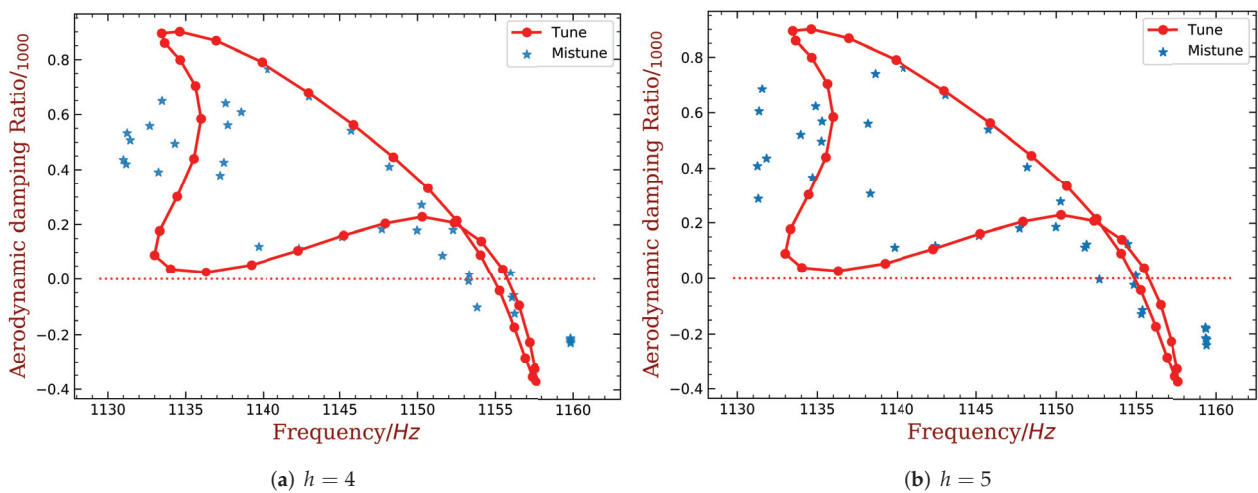 (a)
Tune
Mistune
Aerodynamic damping Ratio/1000
0.8
0.6
0.4
0.2
0.0
−0.2
−0.4
1130 1135 1140 1145 1150 1155 1160
Frequency/Hz
(a) h = 4
(b)
Tune
Mistune
Aerodynamic damping Ratio/1000
0.8
0.6
0.4
0.2
0.0
−0.2
−0.4
1130 1135 1140 1145 1150 1155 1160
Frequency/Hz
(b) h = 5